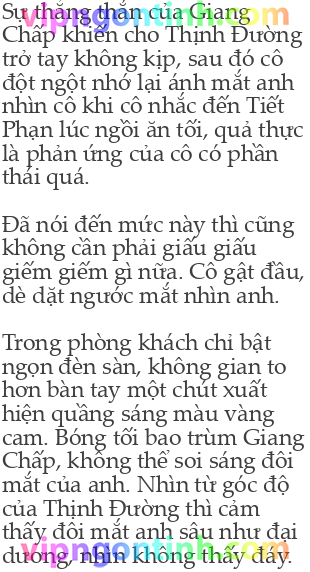 Sự thẳng thắn của Giang
Chấp khiến cho Thịnh Đường
trở tay không kịp, sau đó cô
đột ngột nhớ lại ánh mắt anh
nhìn cô khi cô nhắc đến Tiết
Phạn lúc ngồi ăn tối, quả thực
là phản ứng của cô có phần
thái quá.

Đã nói đến mức này thì cũng
không cần phải giấu giấu
giếm giếm gì nữa. Cô gật đầu,
dè dặt ngước mắt nhìn anh.

Trong phòng khách chỉ bật
ngọn đèn sàn, không gian to
hơn bàn tay một chút xuất
hiện quầng sáng màu vàng
cam. Bóng tối bao trùm Giang
Chấp, không thể soi sáng đôi
mắt của anh. Nhìn từ góc độ
của Thịnh Đường thì cảm
thấy đôi mắt anh sâu như đại
dương, nhìn không thấy đáy.
vipngontinh.com
vipngontinh.com